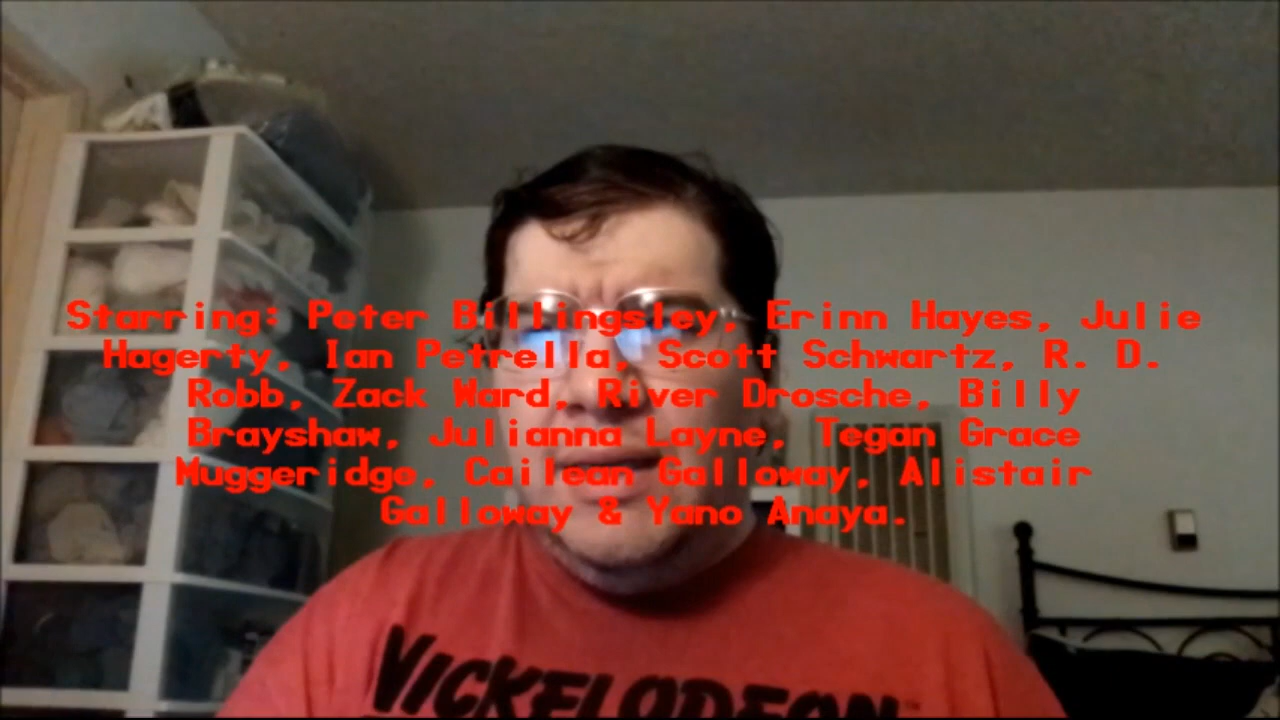 Starring: Peter Billingsley, Erinn Hayes, Julie
Hagerty, Ian Petrella, Scott Schwartz, R. D.
Robb, Zack Ward, River Drosche, Billy
Brayshaw, Julianna Layne, Tegan Grace
Muggeridge, Cailean Galloway, Alistair
Galloway & Yano Anaya.
NICKELODEON